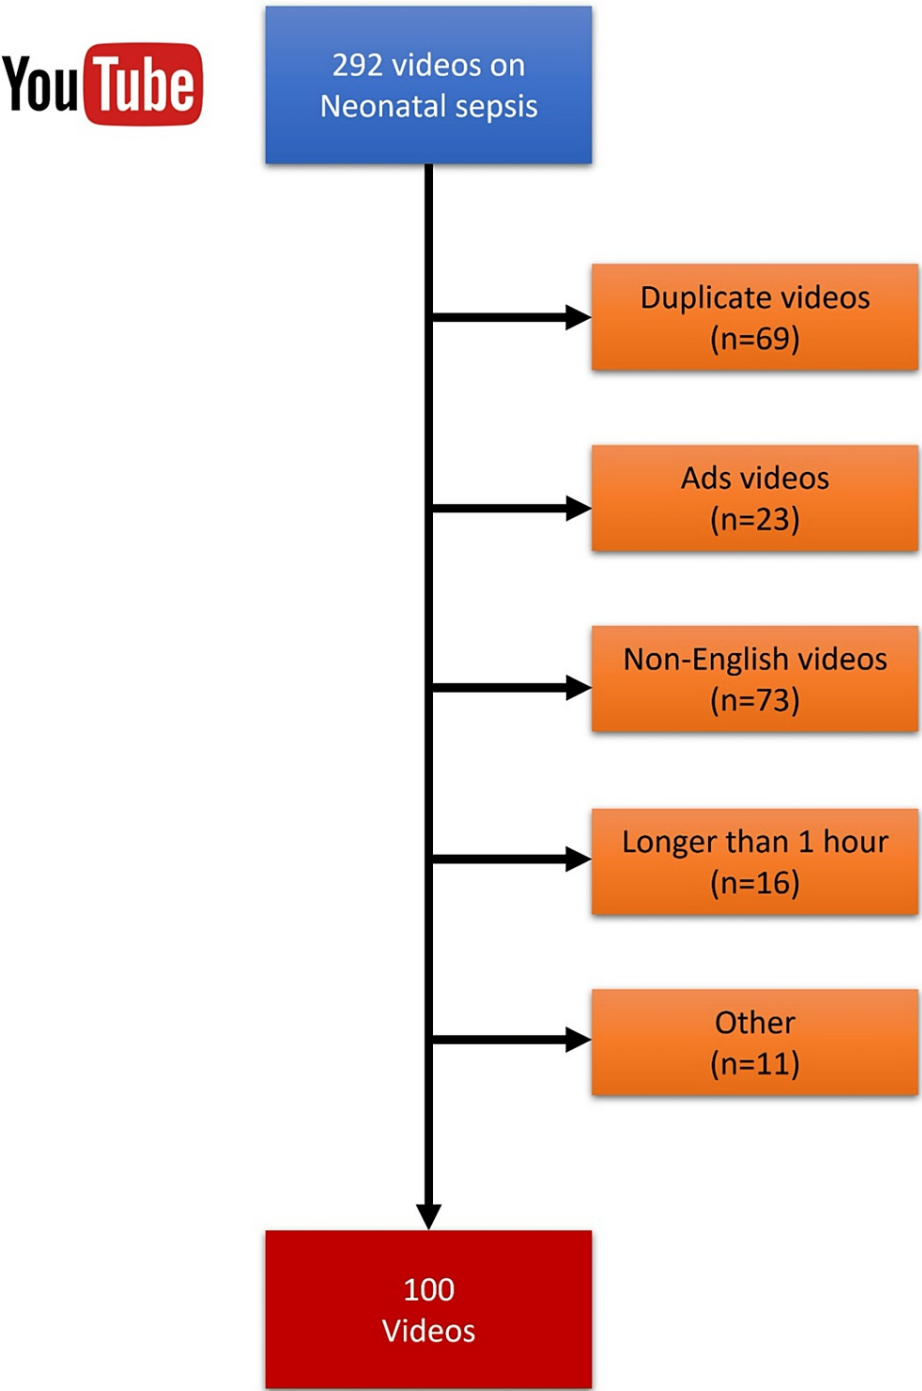 YouTube
292 videos on
Neonatal sepsis
Duplicate videos
(n=69)
Ads videos
(n=23)
Non-English videos
(n=73)
Longer than 1 hour
(n=16)
Other
(n=11)
100
Videos